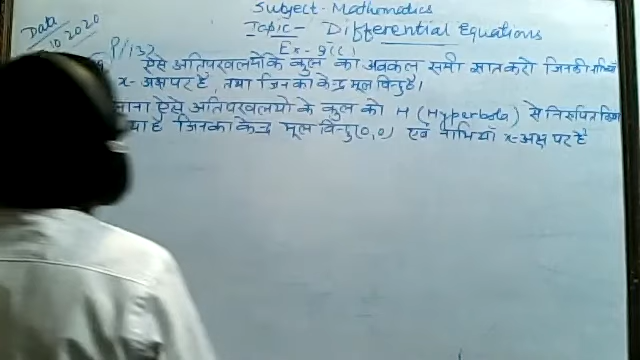 Subject- Mathematics
Topic- Differential Equations
Date
10 2020
Ex- 9(C)
P/132
ऐसे अतिपरवलयों के कुल का अवकल समी ज्ञात करो जिनकी नाभियाँ
x- अक्ष पर है, तथा जिनका केन्द्र मूल बिन्दु है।
माना ऐसे अतिपरवलयो के कुल को H (Hyperbola) से निरूपित किया
है जिनका केन्द्र मूल बिन्दु (0,0) एवं नाभियाँ x-अक्ष पर है